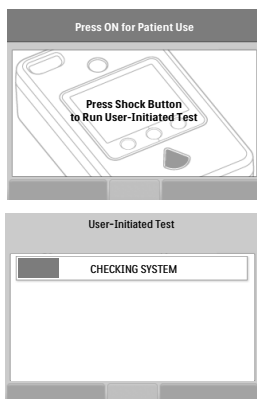 Press ON for Patient Use
Press Shock Button
to Run User-Initiated Test
User-Initiated Test
CHECKING SYSTEM